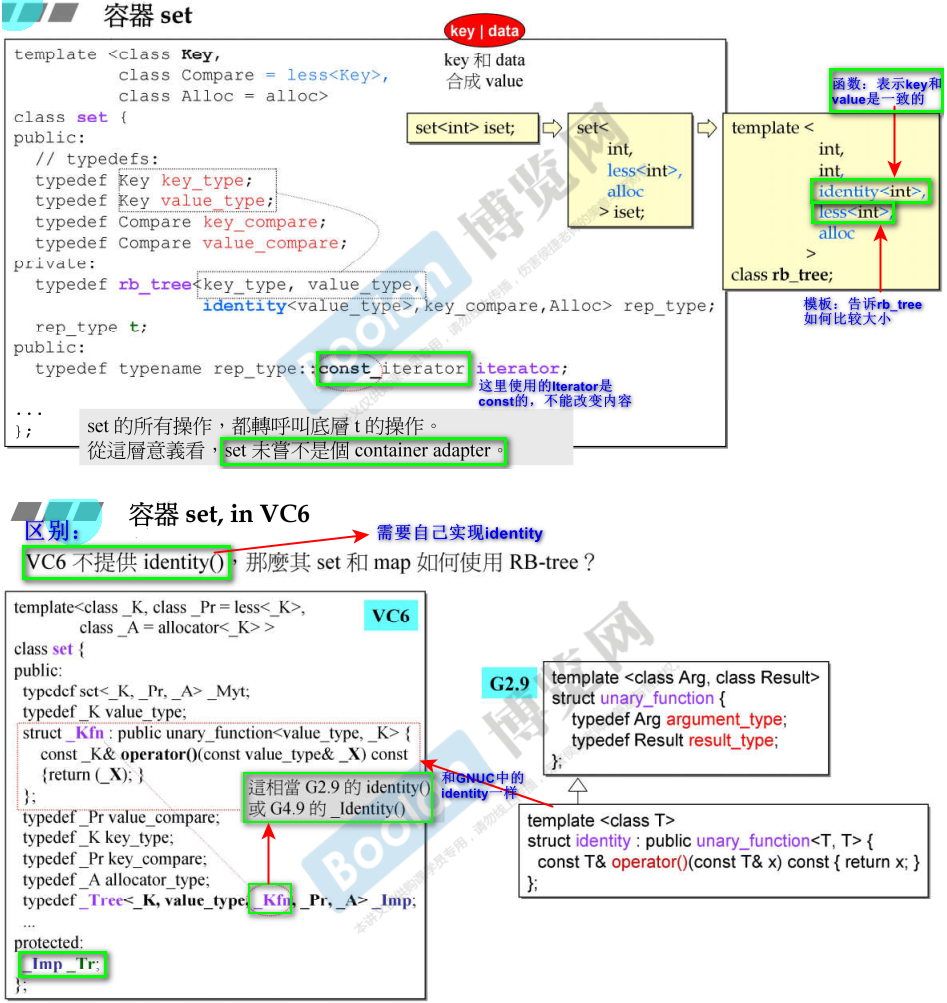 容器 set
template <class Key,
class Compare = less<Key>,
class Alloc = alloc>
class set {
public:
// typedefs:
typedef Key key_type;
typedef Key value_type;
typedef Compare key_compare;
typedef Compare value_compare;
private:
typedef rb_tree<key_type, value_type,
identity<value_type>,key_compare,Alloc> rep_type;
rep_type t;
public:
typedef typename rep_type::const_iterator iterator;
...
};
key | data
key 和 data
合成 value
set<int> iset;
set<
int,
less<int>,
alloc
> iset;
template <
int,
int,
identity<int>,
less<int>,
alloc
>
class rb_tree;
函数：表示key和
value是一致的
模板：告诉rb_tree
如何比较大小
这里使用的Iterator是
const的，不能改变内容
set 的所有操作，都轉呼叫底層 t 的操作。
從這層意義看，set 未嘗不是個 container adapter。
Boolan 博览网
容器 set, in VC6
区别：
需要自己实现identity
VC6 不提供 identity()，那麼其 set 和 map 如何使用 RB-tree？
VC6
template<class _K, class _Pr = less<_K>,
class _A = allocator<_K> >
class set {
public:
typedef set<_K, _Pr, _A> _Myt;
typedef _K value_type;
struct _Kfn : public unary_function<value_type, _K> {
const _K& operator()(const value_type& _X) const
{return (_X); }
};
typedef _Pr value_compare;
typedef _K key_type;
typedef _Pr key_compare;
typedef _A allocator_type;
typedef _Tree<_K, value_type, _Kfn, _Pr, _A> _Imp;
...
protected:
_Imp _Tr;
};
這相當 G2.9 的 identity()
或 G4.9 的 _Identity()
和GNUC中的
identity一样
G2.9
template <class Arg, class Result>
struct unary_function {
typedef Arg argument_type;
typedef Result result_type;
};
template <class T>
struct identity : public unary_function<T, T> {
const T& operator()(const T& x) const { return x; }
};
Boolan 博览网